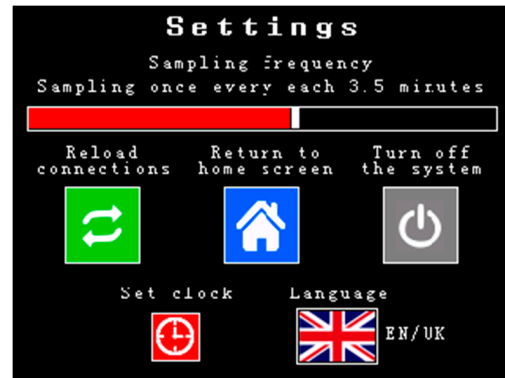 Settings
Sampling frequency
Sampling once every each 3.5 minutes
Reload connections
Return to home screen
Turn off the system
Set clock
Language
EN/UK